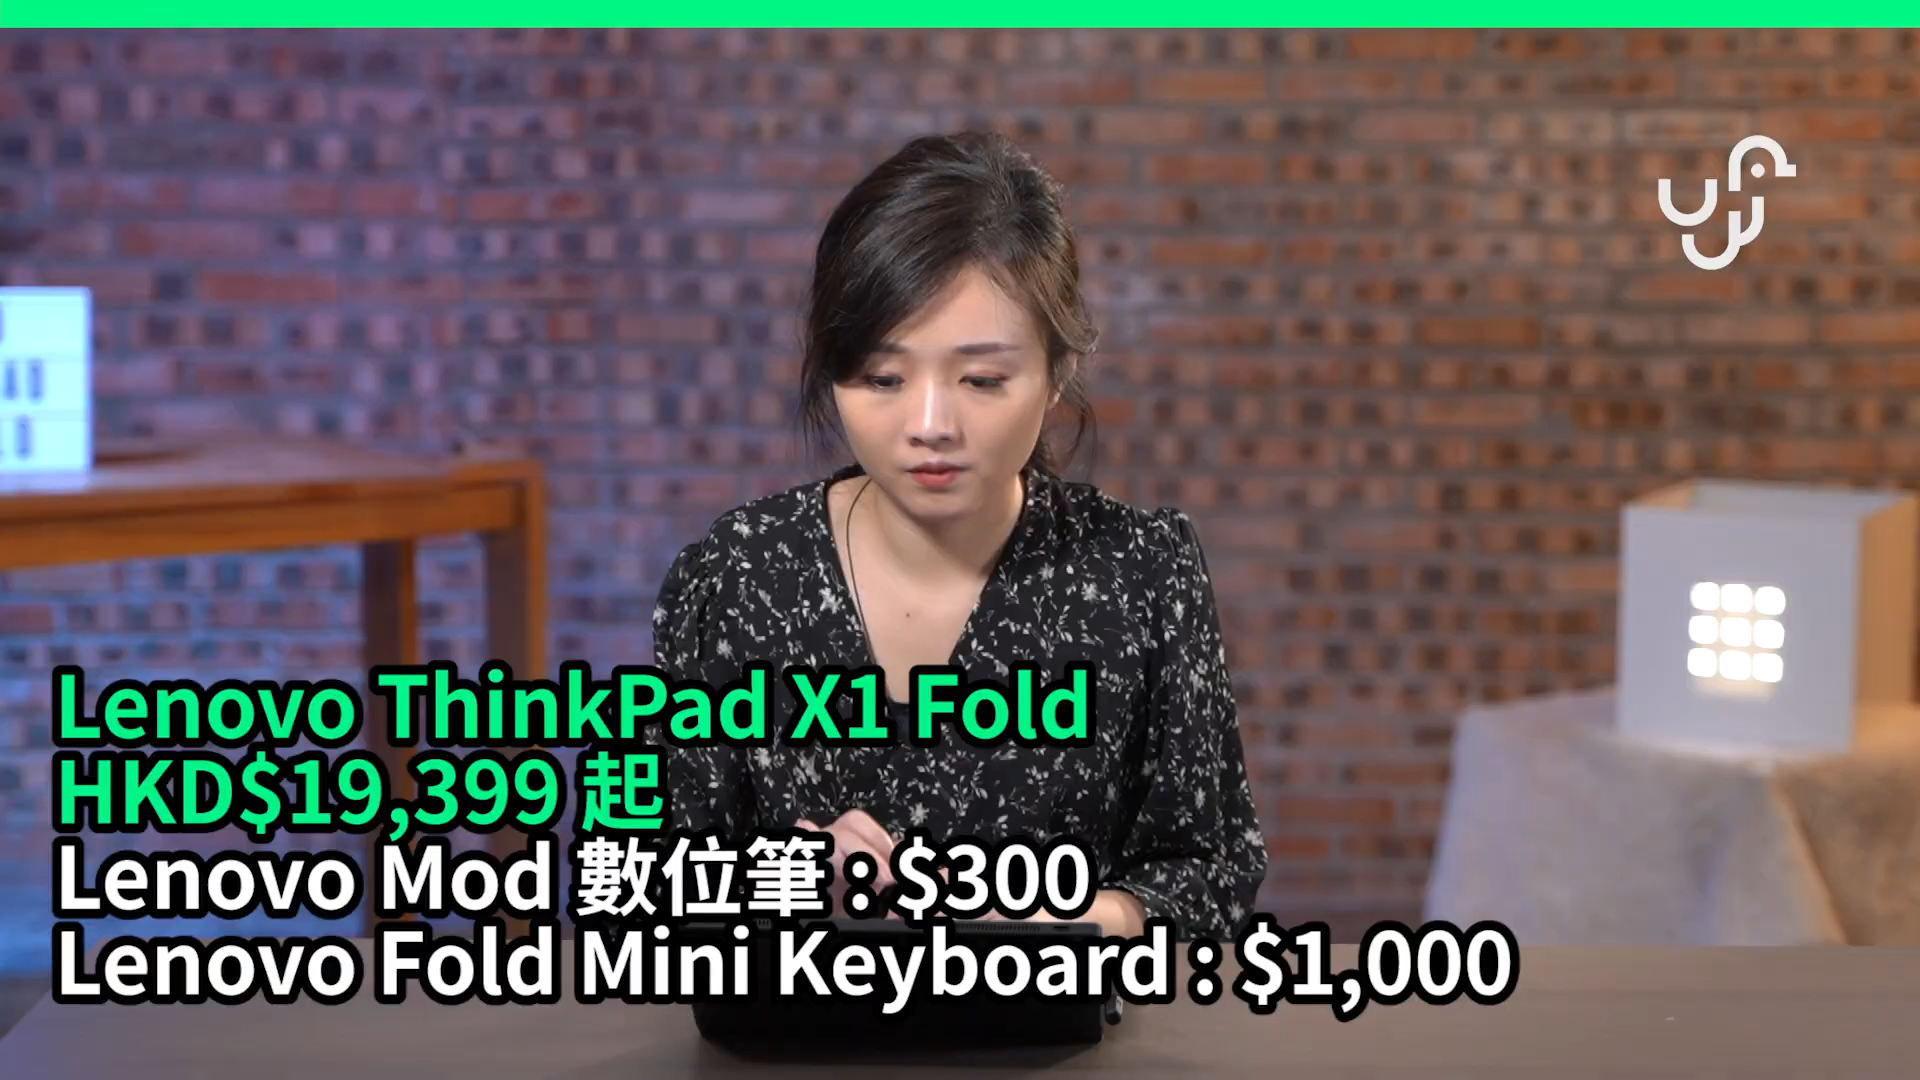 Lenovo ThinkPad X1 Fold
HKD$19,399 起
Lenovo Mod 數位筆 : $300
Lenovo Fold Mini Keyboard : $1,000